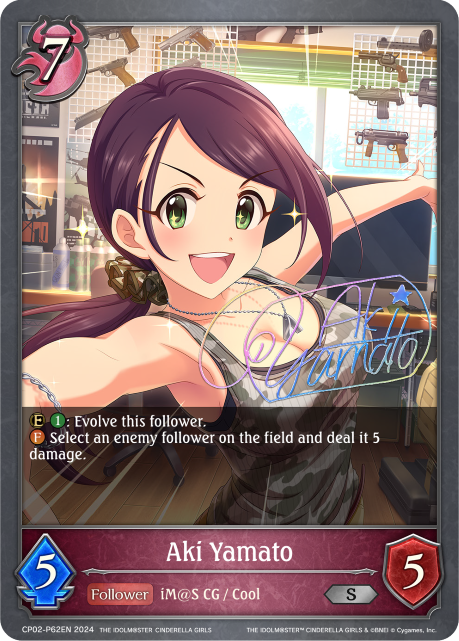 7
Aki
Yamato
E 1: Evolve this follower.
F Select an enemy follower on the field and deal it 5
damage.
Aki Yamato
5
Follower
iM@S CG / Cool
S
5
CP02-P62EN 2024 THE IDOLM@STER CINDERELLA GIRLS
THE IDOLM@STER™ CINDERELLA GIRLS & ©BNEI © Cygames, Inc.